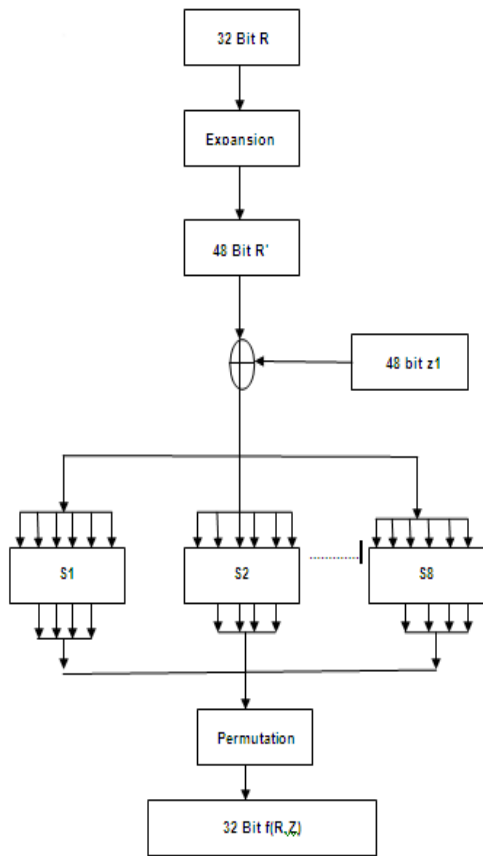 32 Bit R
Expansion
48 Bit R'
48 bit z1
S1
S2
S8
Permutation
32 Bit f(R,Z)